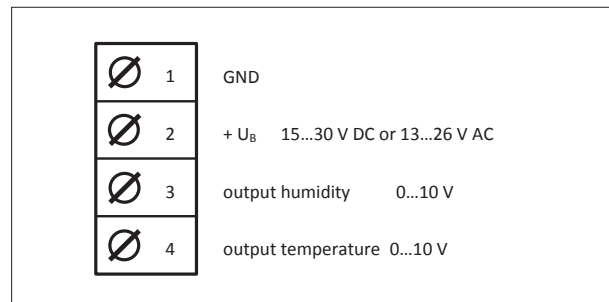 1 GND
2 + U_B 15...30 V DC or 13...26 V AC
3 output humidity 0...10 V
4 output temperature 0...10 V